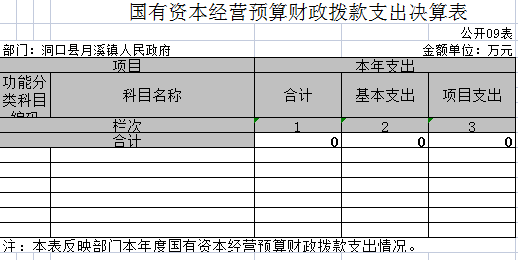 国有资本经营预算财政拨款支出决算表
公开09表
部门：洞口县月溪镇人民政府 金额单位：万元
项目 本年支出
功能分类科目编码 科目名称 合计 基本支出 项目支出
栏次 1 2 3
合计 0 0 0
注：本表反映部门本年度国有资本经营预算财政拨款支出情况。